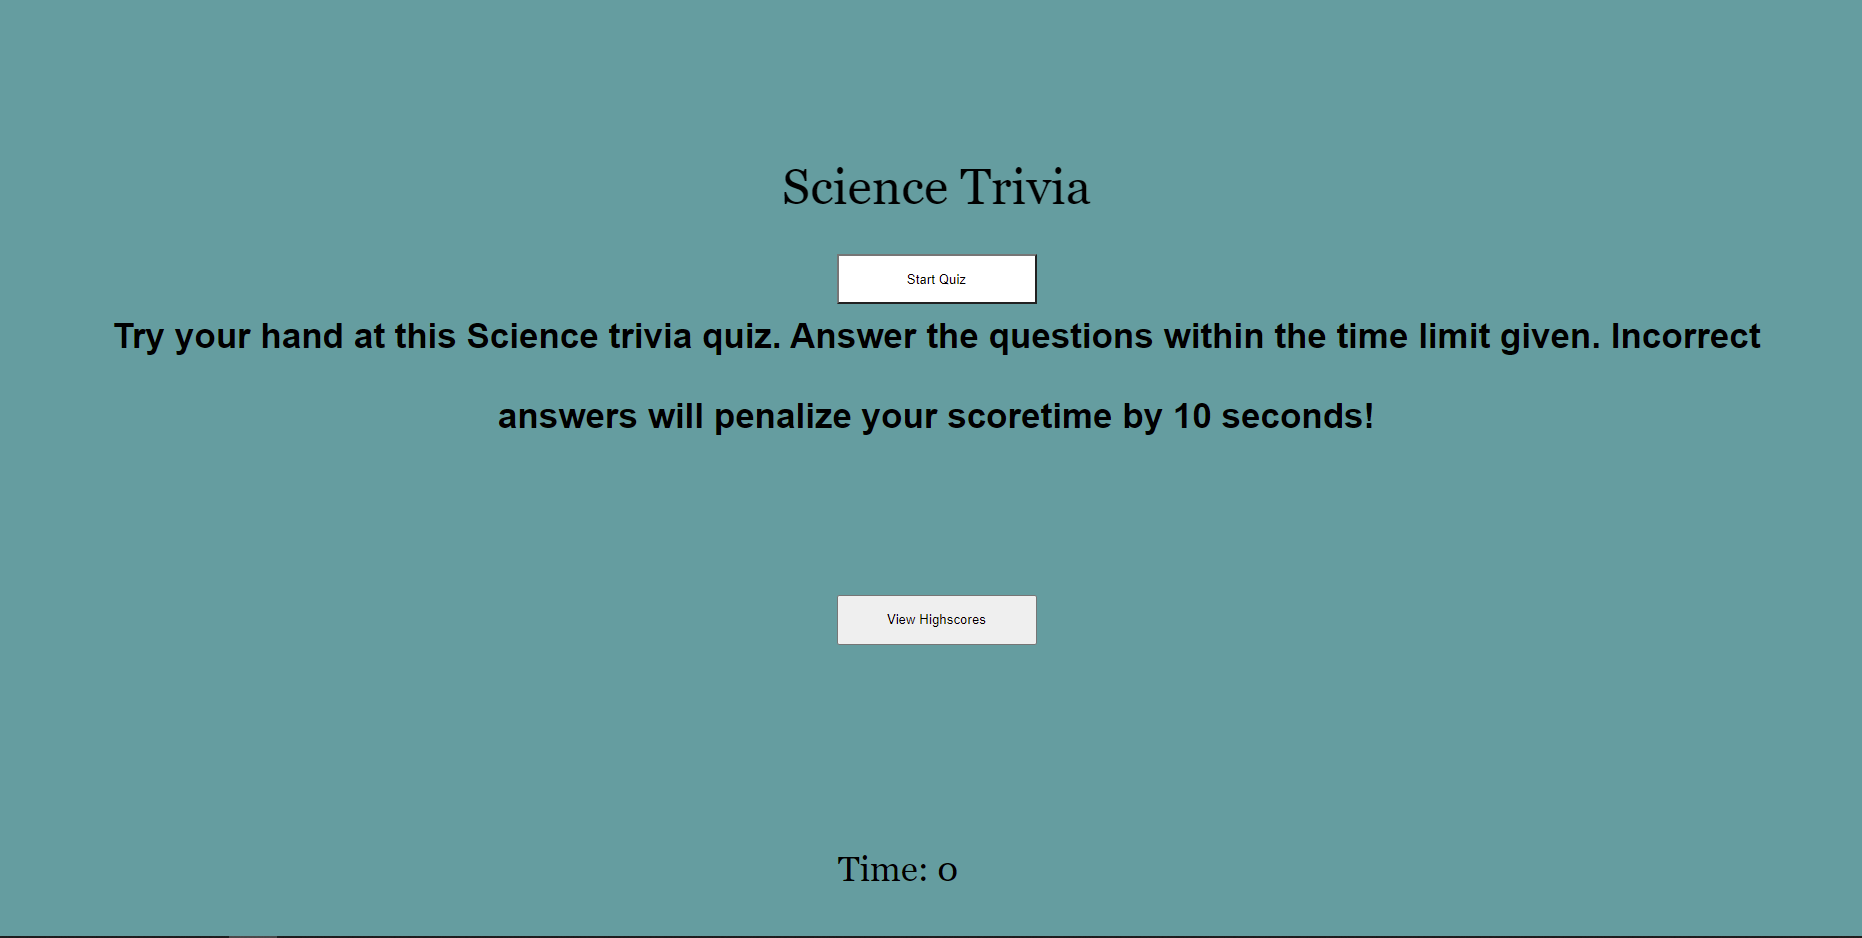 Science Trivia
Start Quiz
Try your hand at this Science trivia quiz. Answer the questions within the time limit given. Incorrect
answers will penalize your scoretime by 10 seconds!
View Highscores
Time: 0